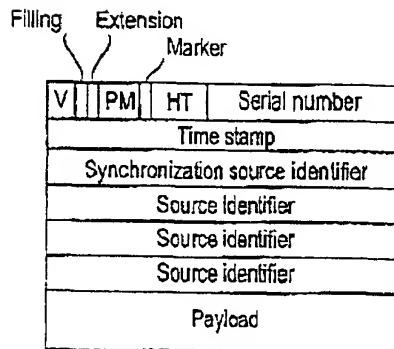 Filling Extension
Marker
V PM HT Serial number
Time stamp
Synchronization source identifier
Source Identifier
Source identifier
Source identifier
Payload